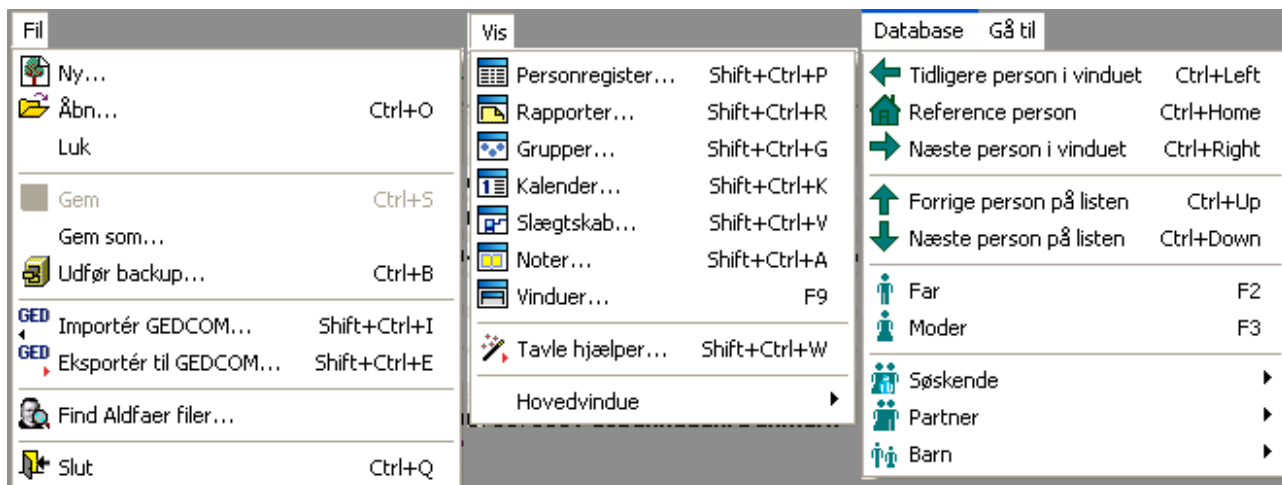 Fil
Ny...
Åbn... Ctrl+O
Luk
Gem Ctrl+S
Gem som...
Udfør backup... Ctrl+B
GED Importér GEDCOM... Shift+Ctrl+I
GED Eksportér til GEDCOM... Shift+Ctrl+E
Find Aldfaer filer...
Slut Ctrl+Q
Vis
Personregister... Shift+Ctrl+P
Rapporter... Shift+Ctrl+R
Grupper... Shift+Ctrl+G
1 Kalender... Shift+Ctrl+K
Slægtskab... Shift+Ctrl+V
Noter... Shift+Ctrl+A
Vinduer... F9
Tavle hjælper... Shift+Ctrl+W
Hovedvindue
Database Gå til
Tidligere person i vinduet Ctrl+Left
Reference person Ctrl+Home
Næste person i vinduet Ctrl+Right
Forrige person på listen Ctrl+Up
Næste person på listen Ctrl+Down
Far F2
Moder F3
Søskende
Partner
Barn